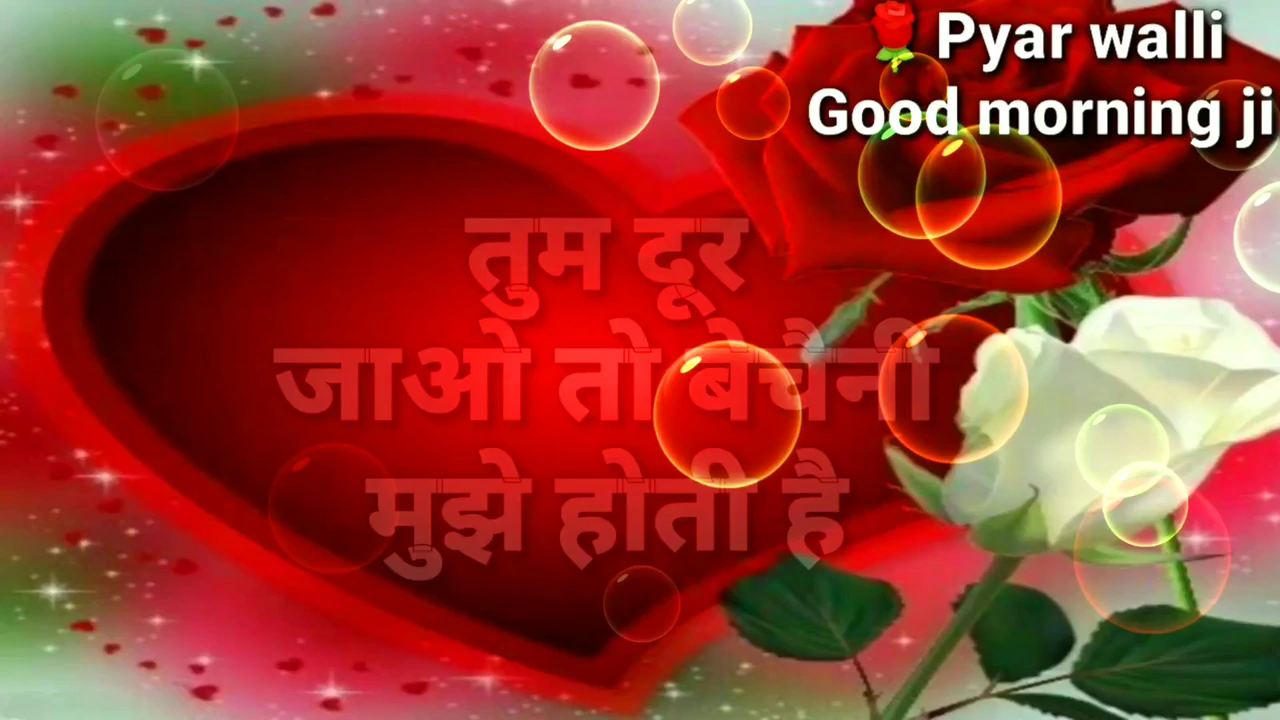 🌹 Pyar walli
Good morning ji
तुम दूर
जाओ तो बेचैनी
मुझे होती है